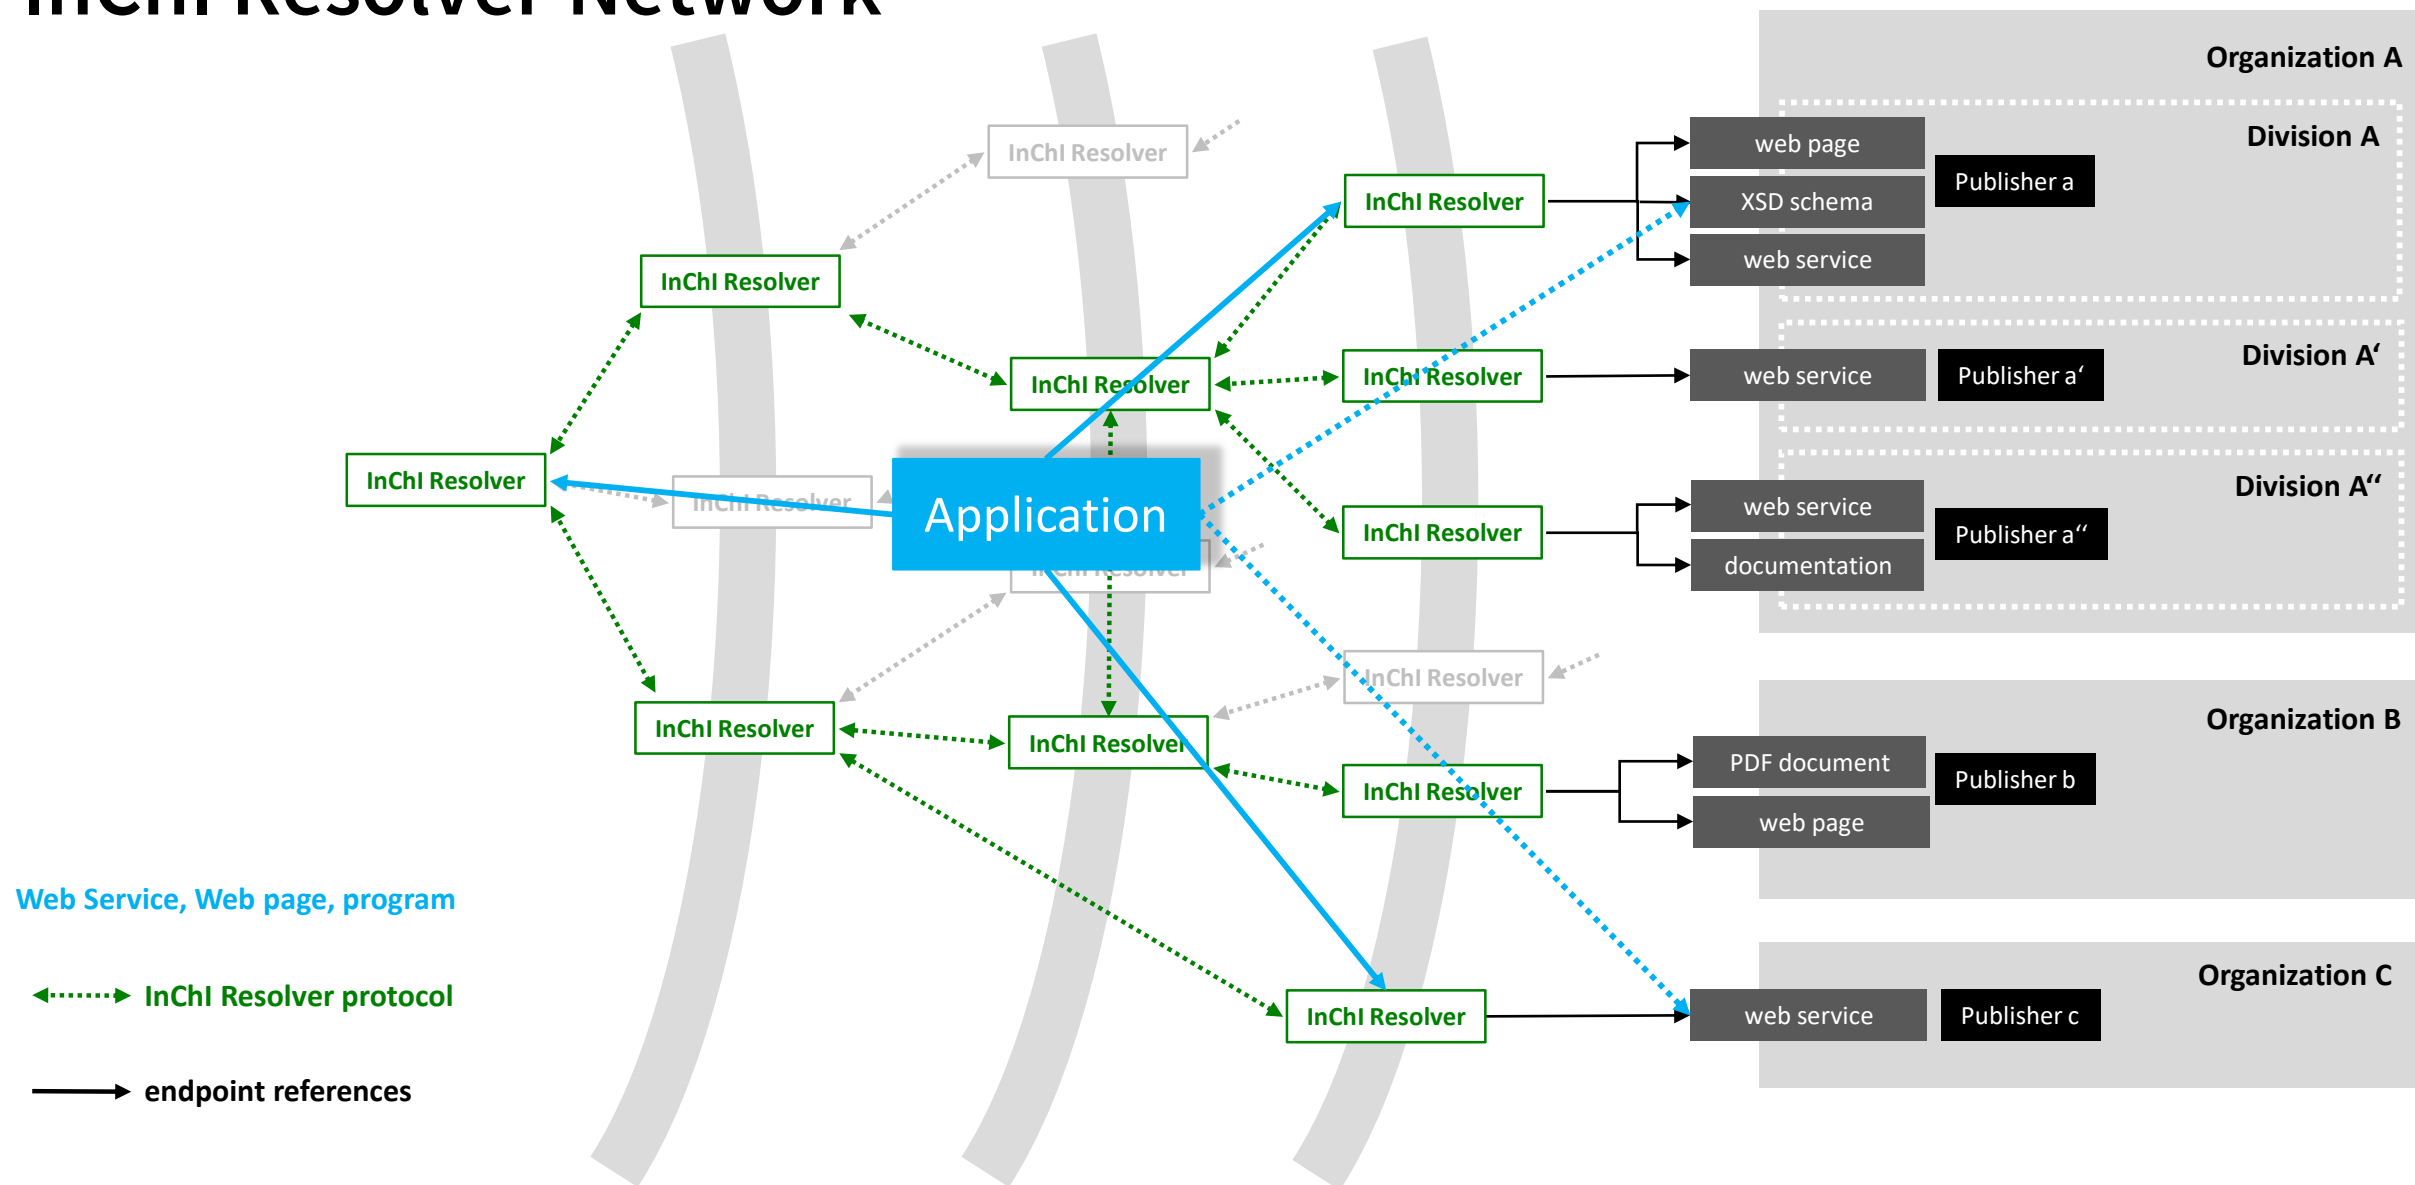 InChI Resolver Network
Organization A
Division A
web page
Publisher a
InChI Resolver
InChI Resolver
XSD schema
web service
InChI Resolver
Division A‘
InChI Resolver
InChI Resolver
web service
Publisher a‘
InChI Resolver
InChI Resolver
Application
Division A‘‘
web service
Publisher a‘‘
InChI Resolver
InChI Resolver
documentation
InChI Resolver
Organization B
InChI Resolver
InChI Resolver
PDF document
Publisher b
InChI Resolver
web page
Web Service, Web page, program
Organization C
InChI Resolver protocol
InChI Resolver
web service
Publisher c
endpoint references